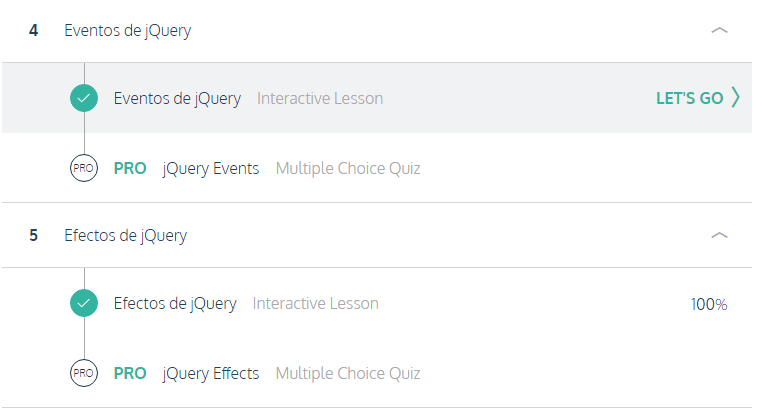 4 Eventos de jQuery
Eventos de jQuery Interactive Lesson LET'S GO
PRO PRO jQuery Events Multiple Choice Quiz
5 Efectos de jQuery
Efectos de jQuery Interactive Lesson 100%
PRO PRO jQuery Effects Multiple Choice Quiz